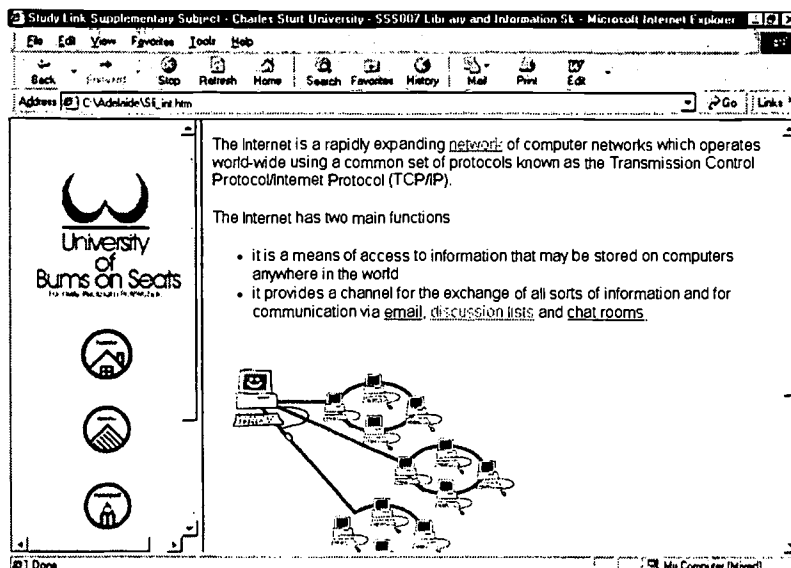 Study Link Supplementary Subject - Charles Sturt University - SSS007 Library and Information Sk - Microsoft Internet Explorer
File Edit View Favorites Tools Help
Back Forward Stop Refresh Home Search Favorites History Mail Print Edit
Address C:\Adelaide\Sli_int.htm Go Links
University
of
Bums on Seats
The Internet is a rapidly expanding network of computer networks which operates
world-wide using a common set of protocols known as the Transmission Control
Protocol/Internet Protocol (TCP/IP).
The Internet has two main functions
• it is a means of access to information that may be stored on computers
anywhere in the world
• it provides a channel for the exchange of all sorts of information and for
communication via email, discussion lists and chat rooms.
Done My Computer (Mixed)